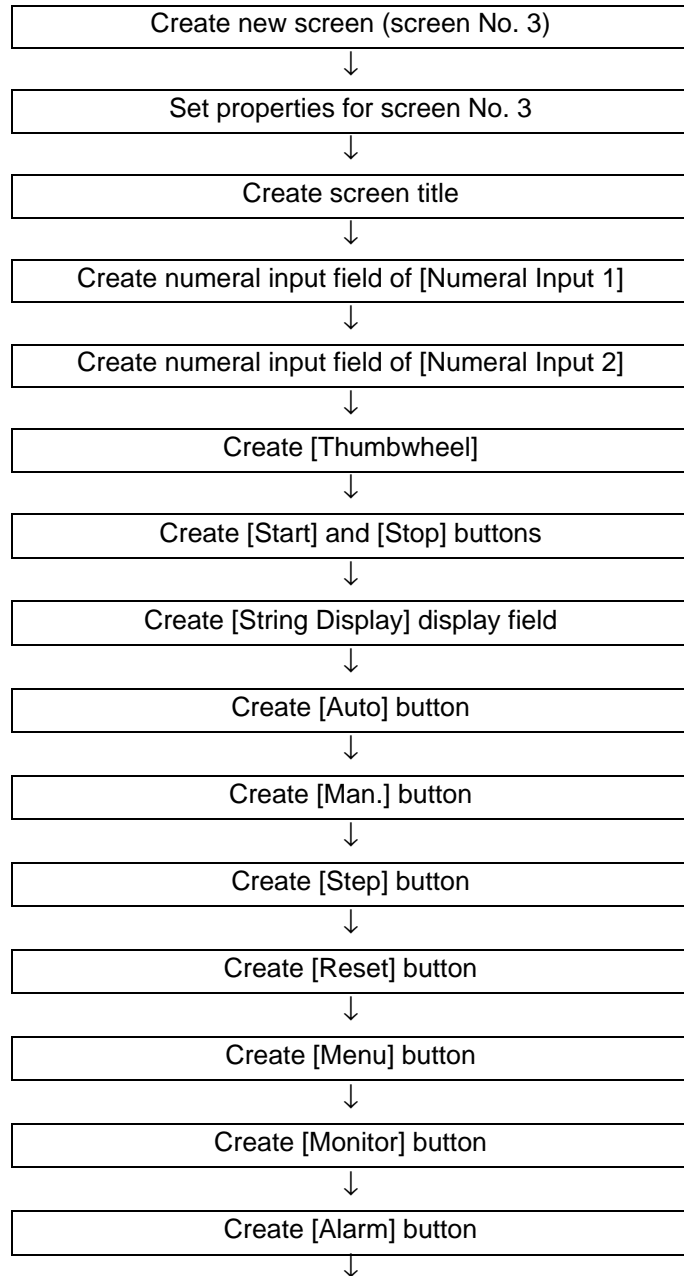 Create new screen (screen No. 3)
↓
Set properties for screen No. 3
↓
Create screen title
↓
Create numeral input field of [Numeral Input 1]
↓
Create numeral input field of [Numeral Input 2]
↓
Create [Thumbwheel]
↓
Create [Start] and [Stop] buttons
↓
Create [String Display] display field
↓
Create [Auto] button
↓
Create [Man.] button
↓
Create [Step] button
↓
Create [Reset] button
↓
Create [Menu] button
↓
Create [Monitor] button
↓
Create [Alarm] button
↓